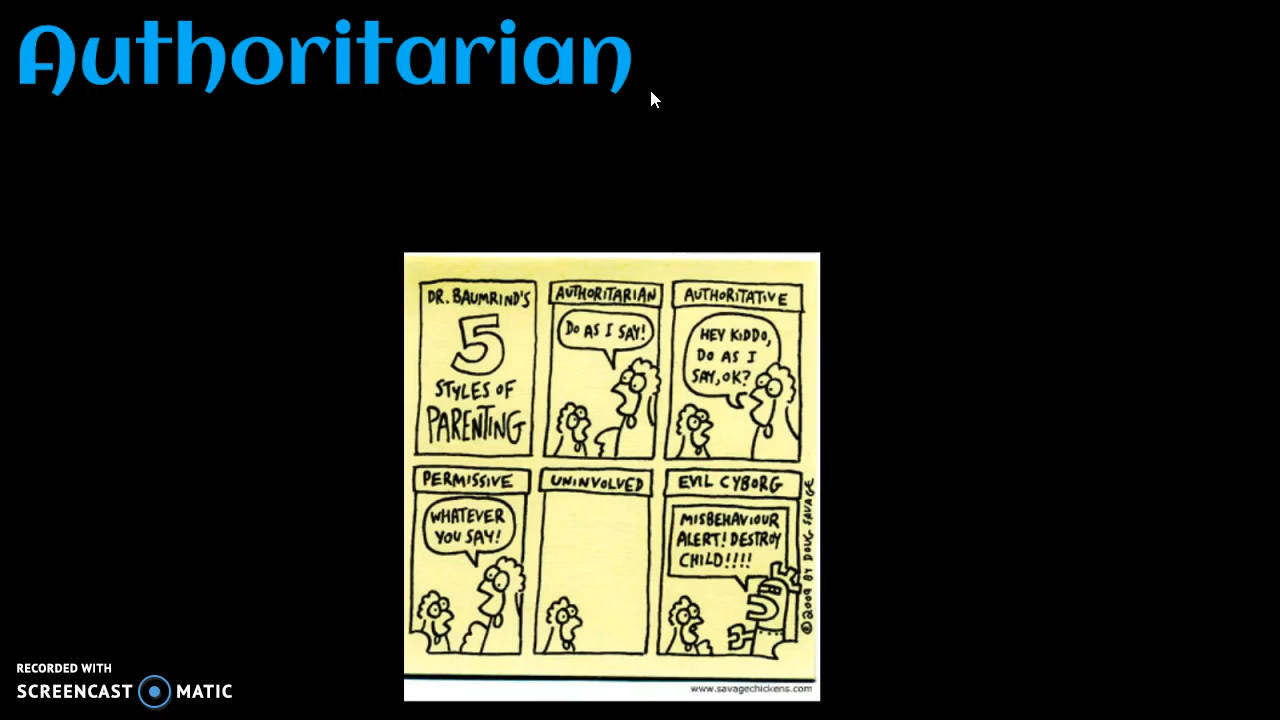 Authoritarian
DR. BAUMRIND'S
5
STYLES OF
PARENTING
AUTHORITARIAN
DO AS I SAY!
AUTHORITATIVE
HEY KIDDO,
DO AS I
SAY, OK?
PERMISSIVE
WHATEVER
YOU SAY!
UNINVOLVED
EVIL CYBORG
MISBEHAVIOUR
ALERT! DESTROY
CHILD!!!!
©2009 BY DOUG SAVAGE
www.savagechickens.com
RECORDED WITH
SCREENCAST MATIC